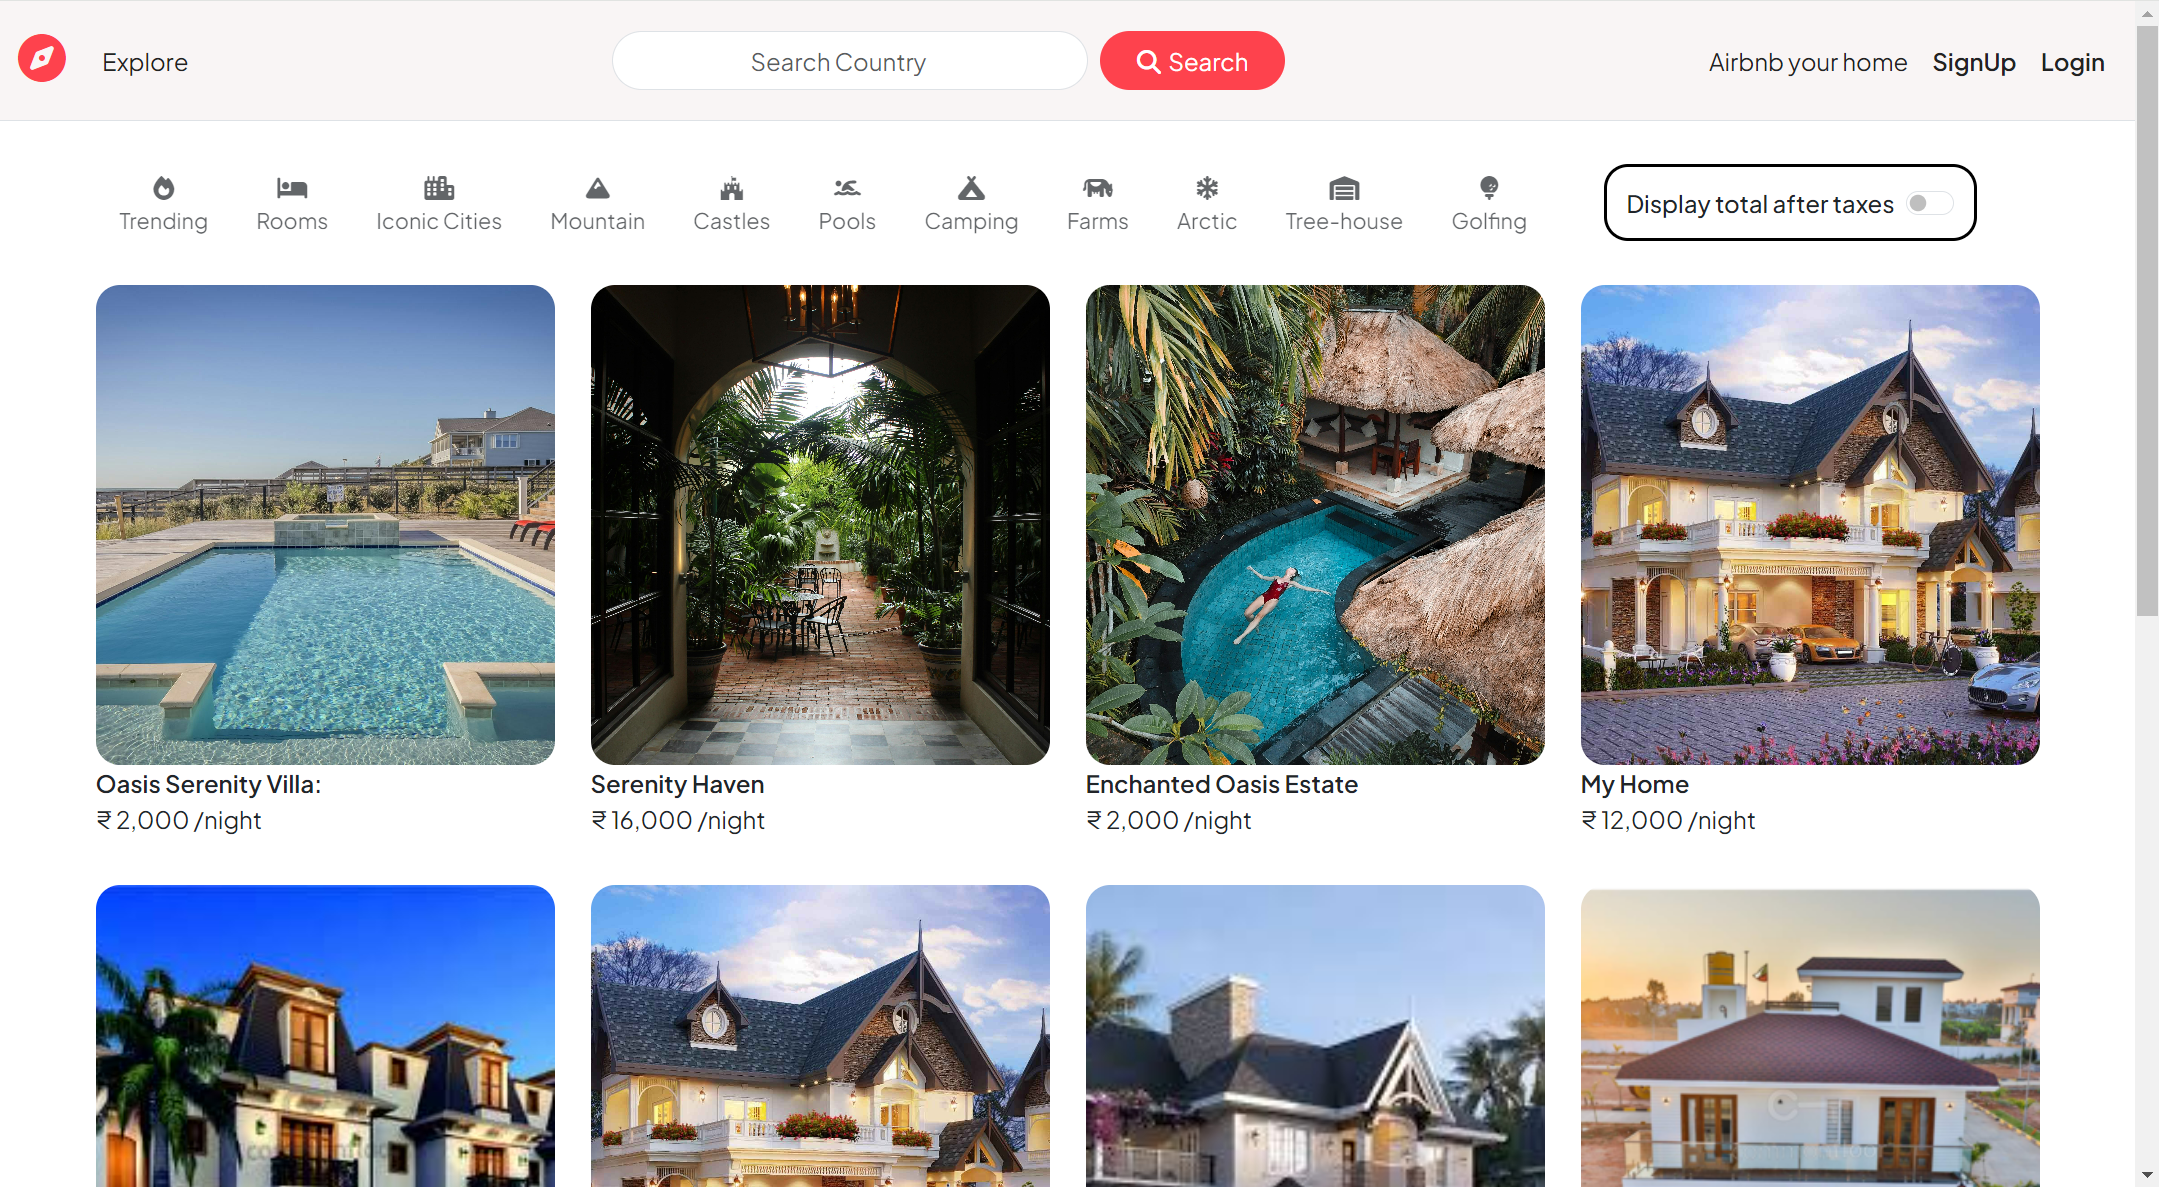 Explore
Search Country
Search
Airbnb your home
SignUp
Login
Trending
Rooms
Iconic Cities
Mountain
Castles
Pools
Camping
Farms
Arctic
Tree-house
Golfing
Display total after taxes
Oasis Serenity Villa:
₹ 2,000 /night
Serenity Haven
₹ 16,000 /night
Enchanted Oasis Estate
₹ 2,000 /night
My Home
₹ 12,000 /night